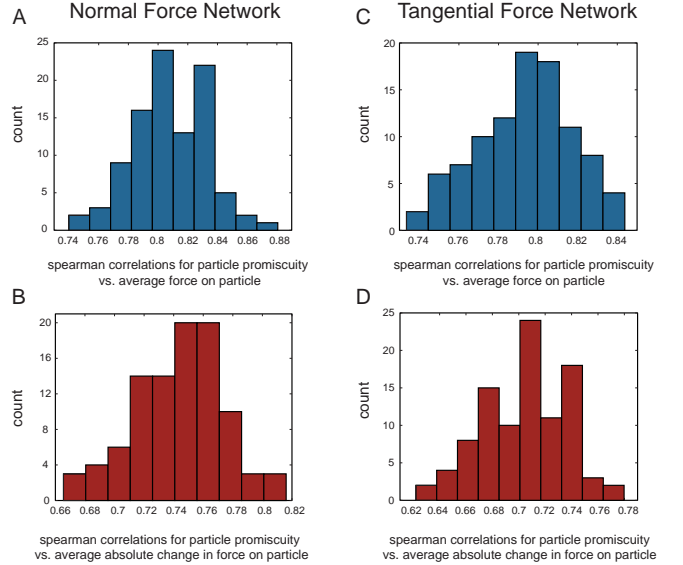 A
Normal Force Network
25
20
15
10
5
0
count
0.74 0.76 0.78 0.8 0.82 0.84 0.86 0.88
spearman correlations for particle promiscuity
vs. average force on particle
B
20
16
12
8
4
0
count
0.66 0.68 0.7 0.72 0.74 0.76 0.78 0.82
spearman correlations for particle promiscuity
vs. average absolute change in force on particle
C
Tangential Force Network
20
15
10
5
0
count
0.74 0.76 0.78 0.8 0.82 0.84
spearman correlations for particle promiscuity
vs. average force on particle
D
25
20
15
10
5
0
count
0.62 0.64 0.66 0.68 0.7 0.72 0.74 0.76 0.78
spearman correlations for particle promiscuity
vs. average absolute change in force on particle